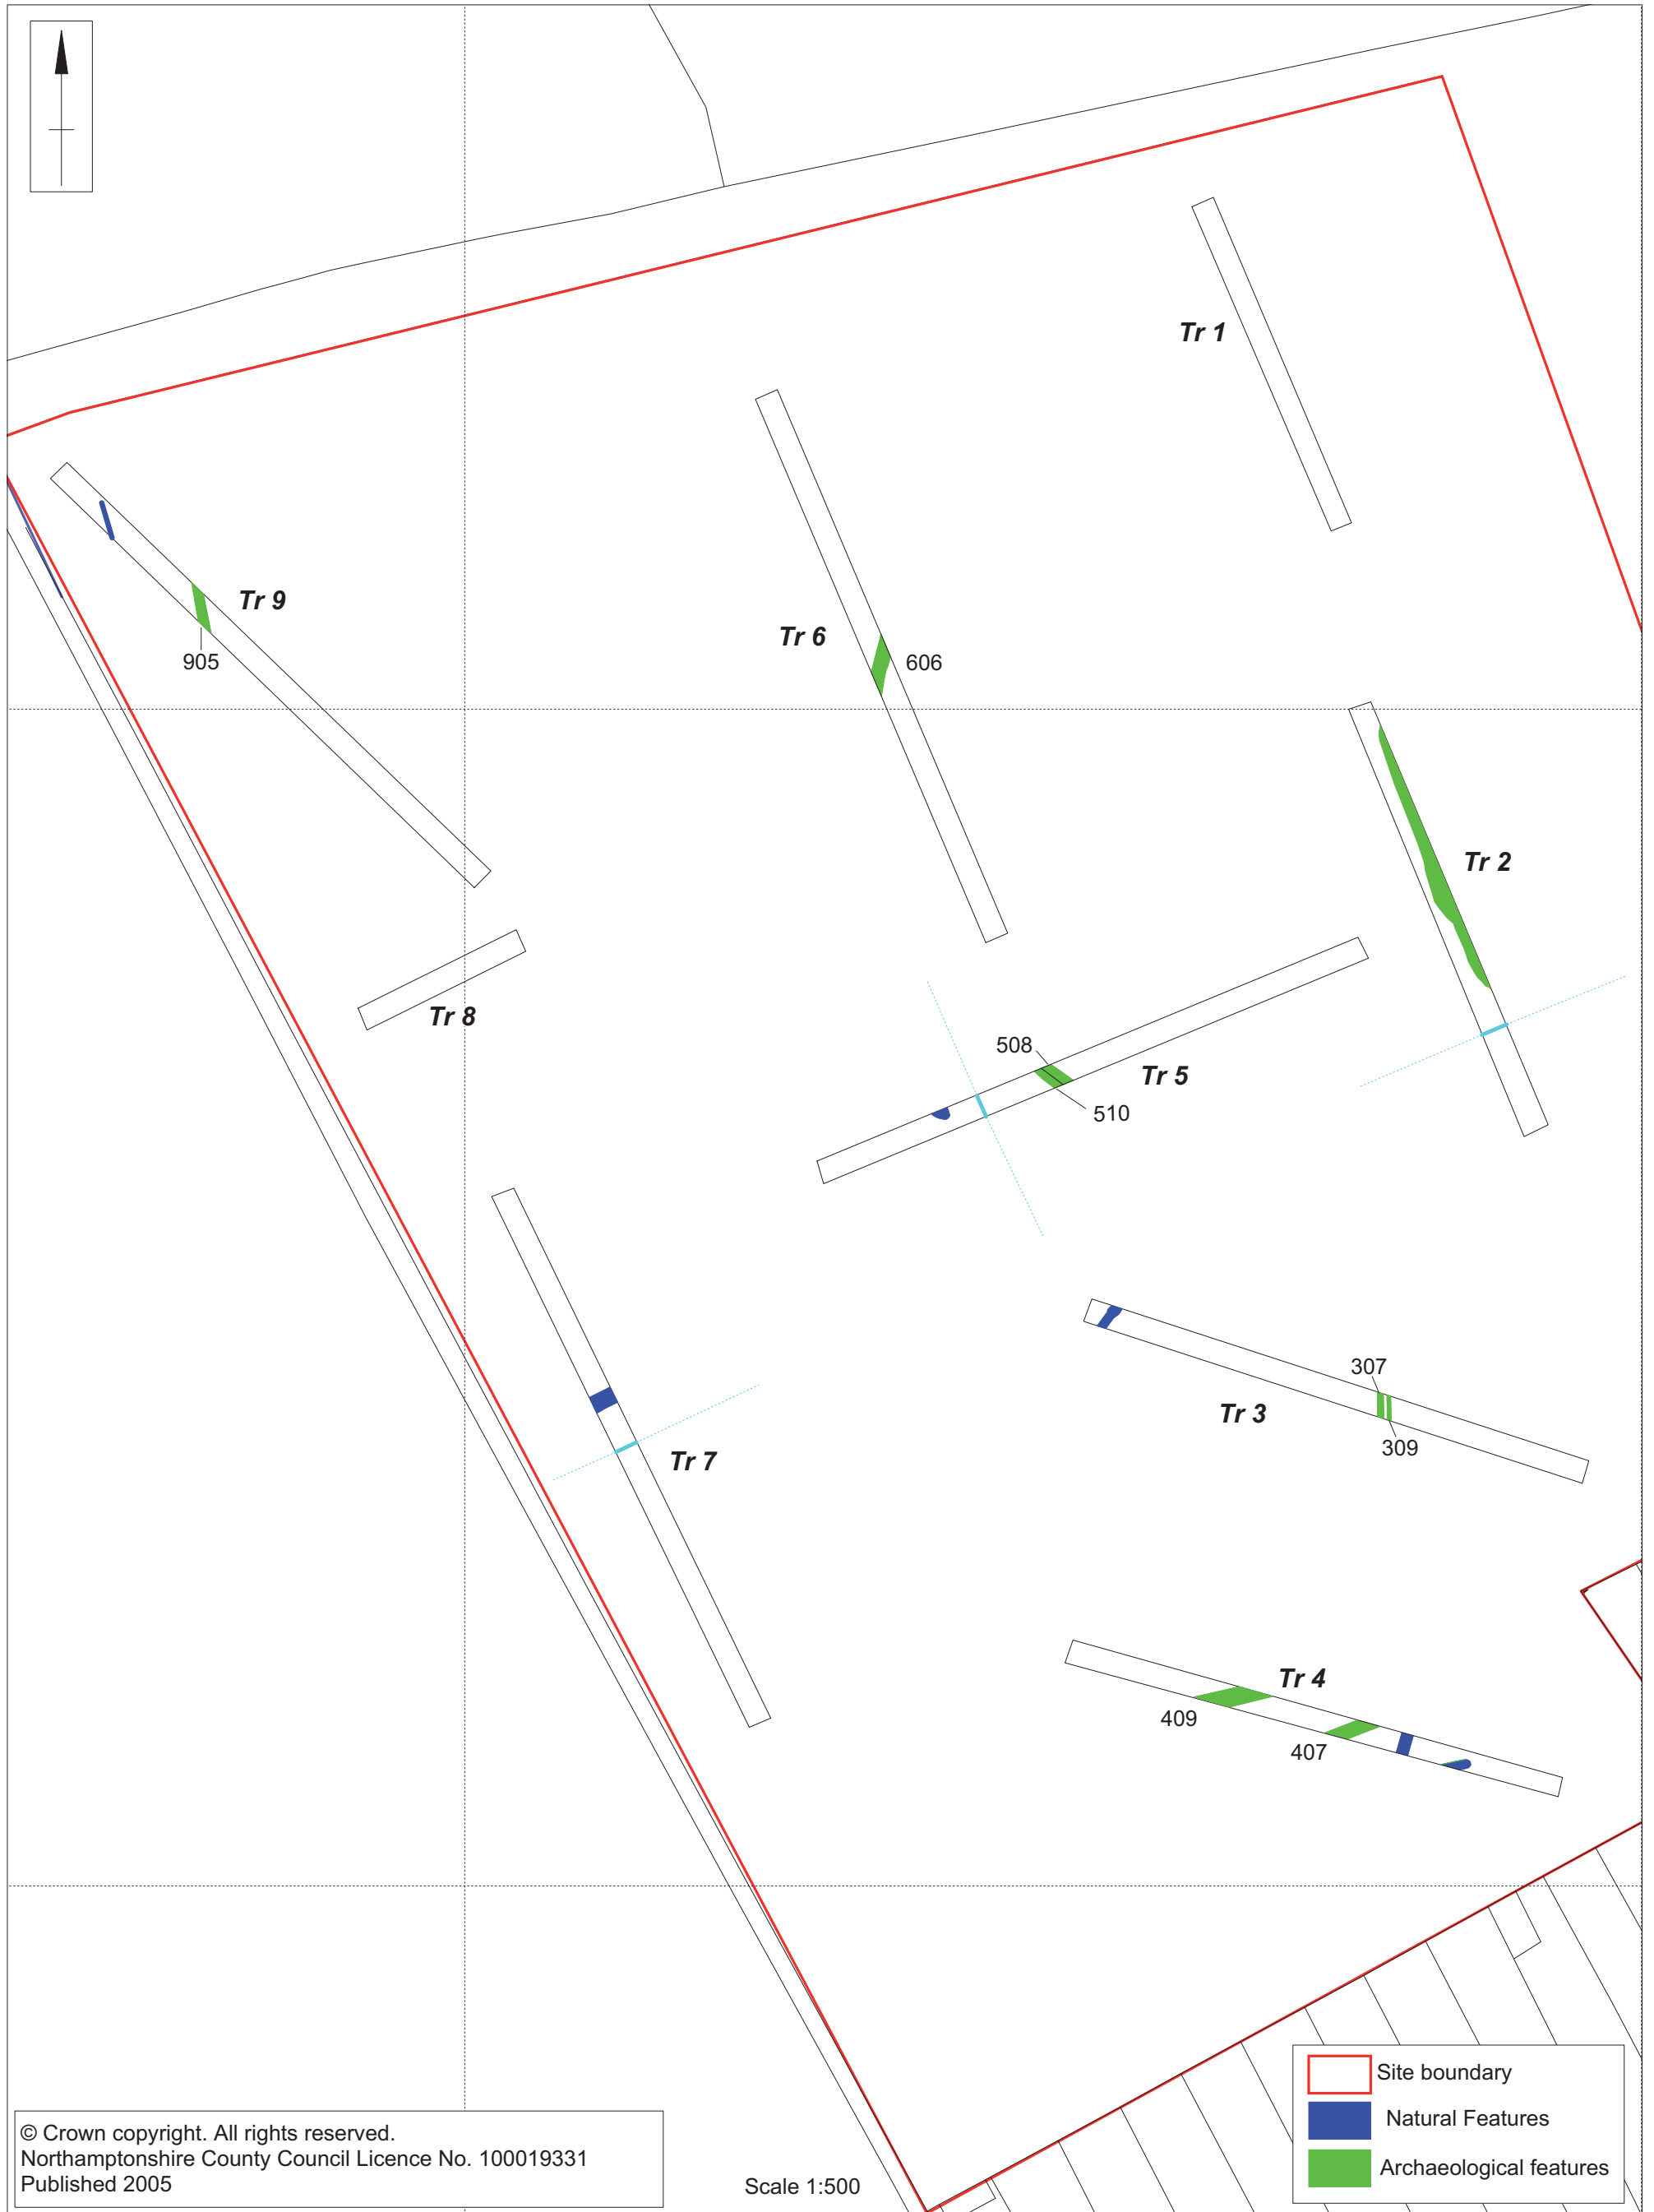 Tr 1
Tr 9
905
Tr 6
606
Tr 2
Tr 8
508
Tr 5
510
307
Tr 3
309
Tr 7
Tr 4
409
407
Site boundary
Natural Features
Archaeological features
© Crown copyright. All rights reserved.
Northamptonshire County Council Licence No. 100019331
Published 2005
Scale 1:500